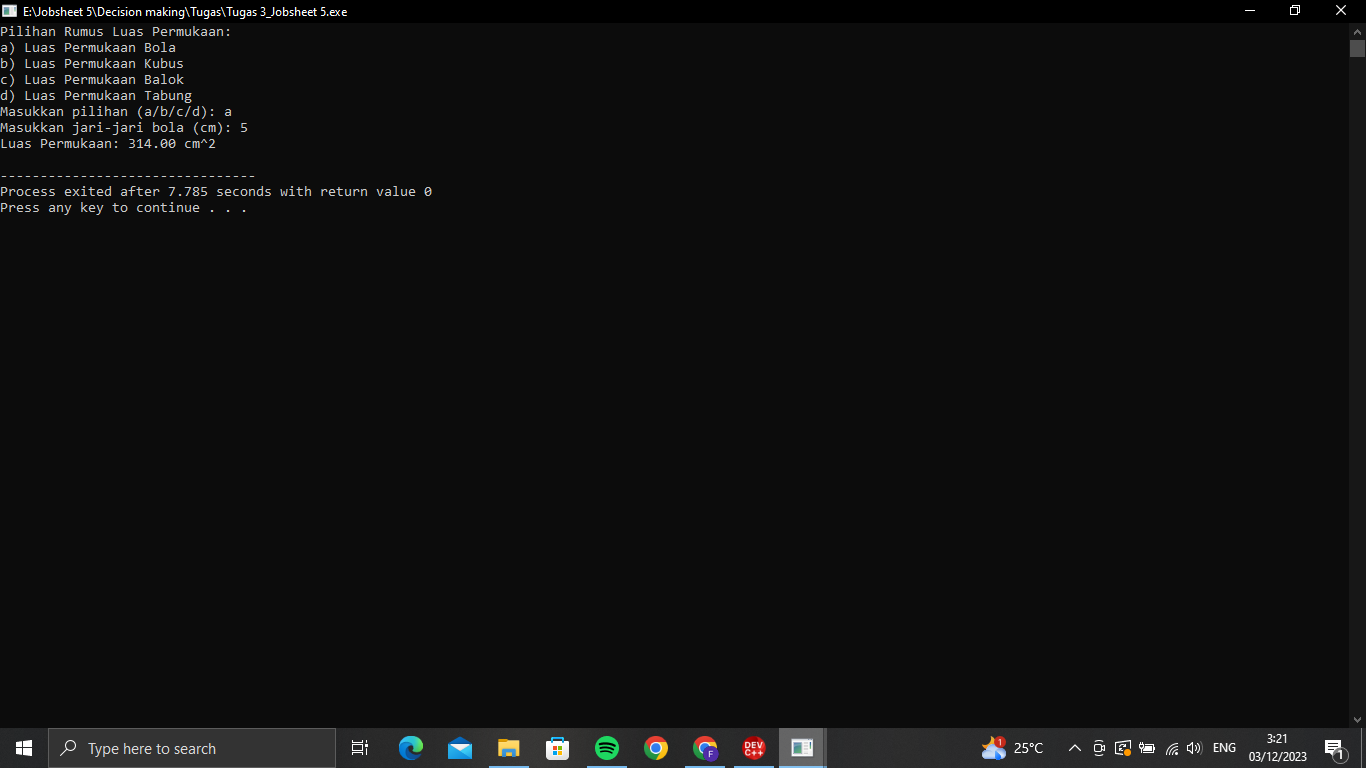 E:\Jobsheet 5\Decision making\Tugas\Tugas 3_Jobsheet 5.exe
Pilihan Rumus Luas Permukaan:
a) Luas Permukaan Bola
b) Luas Permukaan Kubus
c) Luas Permukaan Balok
d) Luas Permukaan Tabung
Masukkan pilihan (a/b/c/d): a
Masukkan jari-jari bola (cm): 5
Luas Permukaan: 314.00 cm^2
--------------------------------
Process exited after 7.785 seconds with return value 0
Press any key to continue . . .
Type here to search
F
DEV
C++
1
25°C
ENG
3:21
03/12/2023
1